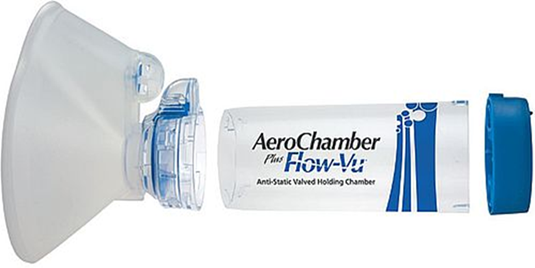 AeroChamber
Plus Flow-Vu
Anti-Static Valved Holding Chamber